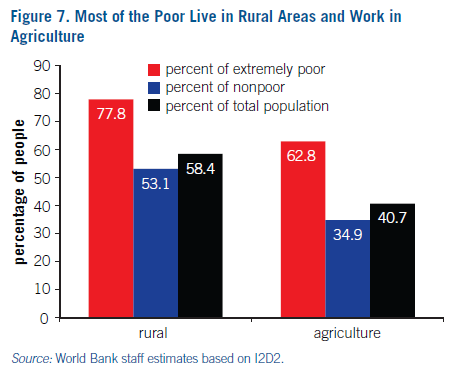 Figure 7. Most of the Poor Live in Rural Areas and Work in
Agriculture
percentage of people
90
80
70
60
50
40
30
20
10
0
percent of extremely poor
percent of nonpoor
percent of total population
77.8
53.1
58.4
62.8
34.9
40.7
rural
agriculture
Source: World Bank staff estimates based on I2D2.